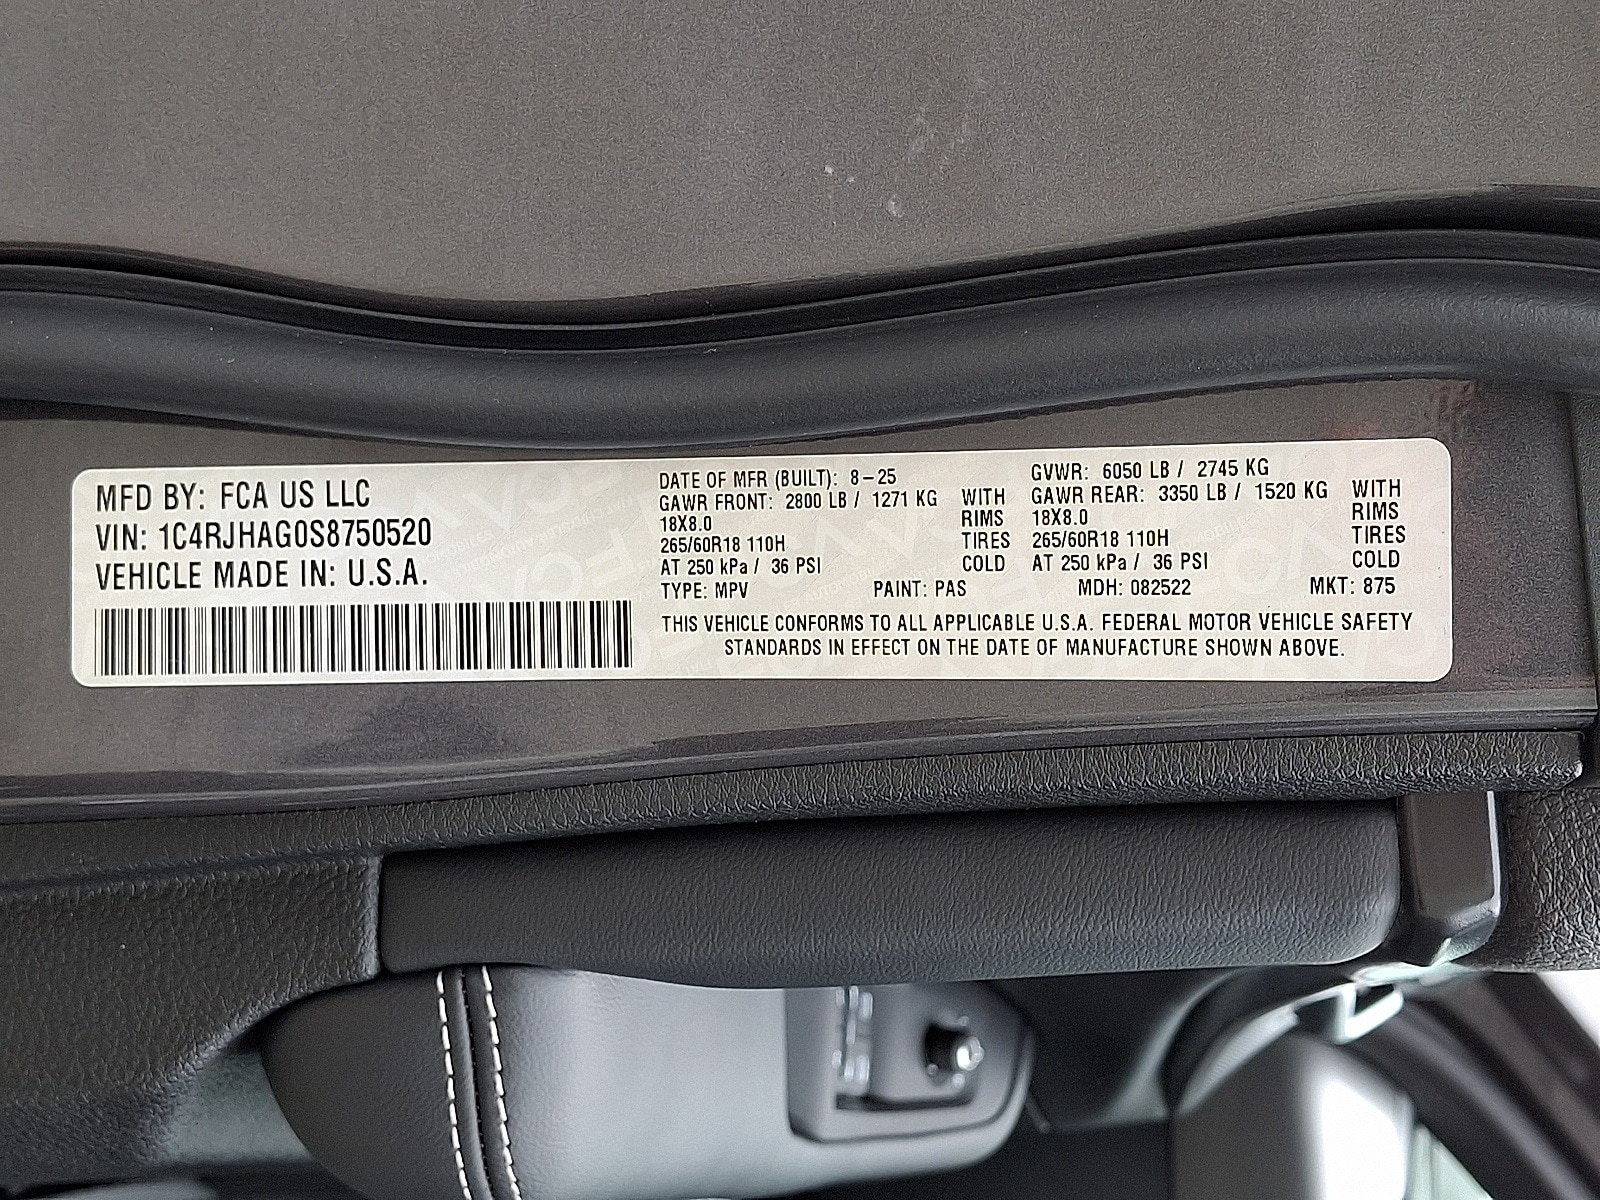 MFD BY: FCA US LLC
VIN: 1C4RJHAG0S8750520
VEHICLE MADE IN: U.S.A.
DATE OF MFR (BUILT): 8-25
GAWR FRONT: 2800 LB / 1271 KG WITH
18X8.0 RIMS
265/60R18 110H TIRES
AT 250 kPa / 36 PSI COLD
GVWR: 6050 LB / 2745 KG
GAWR REAR: 3350 LB / 1520 KG WITH
18X8.0 RIMS
265/60R18 110H TIRES
AT 250 kPa / 36 PSI COLD
TYPE: MPV PAINT: PAS MDH: 082522 MKT: 875
THIS VEHICLE CONFORMS TO ALL APPLICABLE U.S.A. FEDERAL MOTOR VEHICLE SAFETY
STANDARDS IN EFFECT ON THE DATE OF MANUFACTURE SHOWN ABOVE.